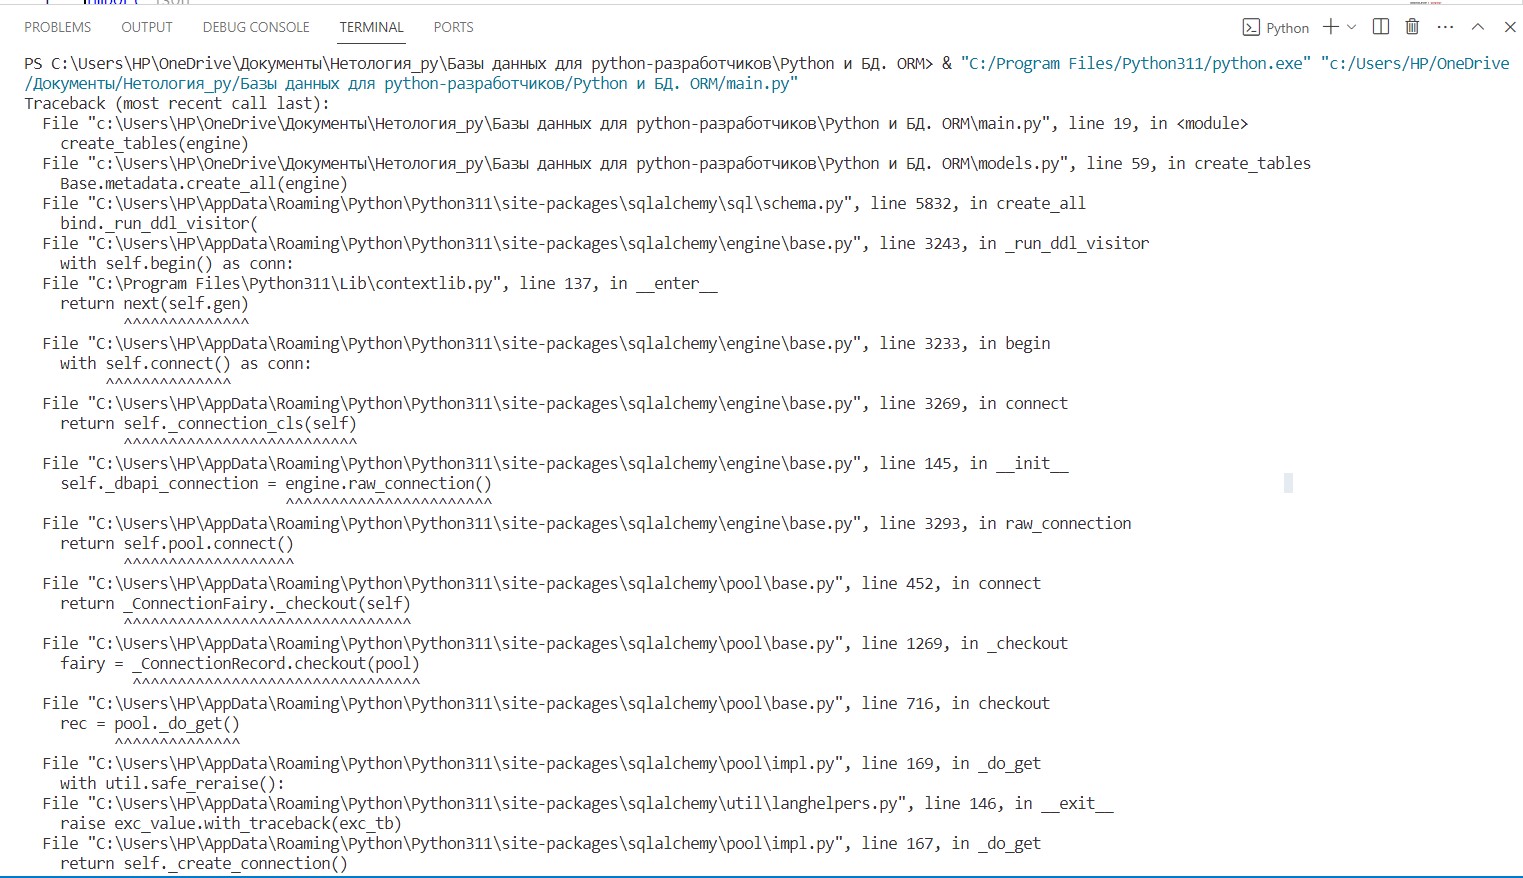 import json
PROBLEMS OUTPUT DEBUG CONSOLE TERMINAL PORTS Python
PS C:\Users\HP\OneDrive\Документы\Нетология_py\Базы данных для python-разработчиков\Python и БД. ORM> & "C:/Program Files/Python311/python.exe" "c:/Users/HP/OneDrive
/Документы/Нетология_py/Базы данных для python-разработчиков/Python и БД. ORM/main.py"
Traceback (most recent call last):
  File "c:\Users\HP\OneDrive\Документы\Нетология_py\Базы данных для python-разработчиков\Python и БД. ORM\main.py", line 19, in <module>
    create_tables(engine)
  File "c:\Users\HP\OneDrive\Документы\Нетология_py\Базы данных для python-разработчиков\Python и БД. ORM\models.py", line 59, in create_tables
    Base.metadata.create_all(engine)
  File "C:\Users\HP\AppData\Roaming\Python\Python311\site-packages\sqlalchemy\sql\schema.py", line 5832, in create_all
    bind._run_ddl_visitor(
  File "C:\Users\HP\AppData\Roaming\Python\Python311\site-packages\sqlalchemy\engine\base.py", line 3243, in _run_ddl_visitor
    with self.begin() as conn:
  File "C:\Program Files\Python311\Lib\contextlib.py", line 137, in __enter__
    return next(self.gen)
           ^^^^^^^^^^^^^^
  File "C:\Users\HP\AppData\Roaming\Python\Python311\site-packages\sqlalchemy\engine\base.py", line 3233, in begin
    with self.connect() as conn:
         ^^^^^^^^^^^^^^
  File "C:\Users\HP\AppData\Roaming\Python\Python311\site-packages\sqlalchemy\engine\base.py", line 3269, in connect
    return self._connection_cls(self)
           ^^^^^^^^^^^^^^^^^^^^^^^^^^
  File "C:\Users\HP\AppData\Roaming\Python\Python311\site-packages\sqlalchemy\engine\base.py", line 145, in __init__
    self._dbapi_connection = engine.raw_connection()
                             ^^^^^^^^^^^^^^^^^^^^^^^
  File "C:\Users\HP\AppData\Roaming\Python\Python311\site-packages\sqlalchemy\engine\base.py", line 3293, in raw_connection
    return self.pool.connect()
           ^^^^^^^^^^^^^^^^^^^
  File "C:\Users\HP\AppData\Roaming\Python\Python311\site-packages\sqlalchemy\pool\base.py", line 452, in connect
    return _ConnectionFairy._checkout(self)
           ^^^^^^^^^^^^^^^^^^^^^^^^^^^^^^^^
  File "C:\Users\HP\AppData\Roaming\Python\Python311\site-packages\sqlalchemy\pool\base.py", line 1269, in _checkout
    fairy = _ConnectionRecord.checkout(pool)
            ^^^^^^^^^^^^^^^^^^^^^^^^^^^^^^^^
  File "C:\Users\HP\AppData\Roaming\Python\Python311\site-packages\sqlalchemy\pool\base.py", line 716, in checkout
    rec = pool._do_get()
          ^^^^^^^^^^^^^^
  File "C:\Users\HP\AppData\Roaming\Python\Python311\site-packages\sqlalchemy\pool\impl.py", line 169, in _do_get
    with util.safe_reraise():
  File "C:\Users\HP\AppData\Roaming\Python\Python311\site-packages\sqlalchemy\util\langhelpers.py", line 146, in __exit__
    raise exc_value.with_traceback(exc_tb)
  File "C:\Users\HP\AppData\Roaming\Python\Python311\site-packages\sqlalchemy\pool\impl.py", line 167, in _do_get
    return self._create_connection()